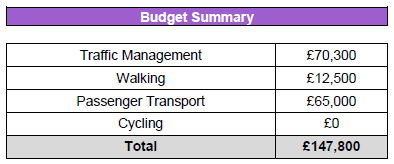 Budget Summary
Traffic Management £70,300
Walking £12,500
Passenger Transport £65,000
Cycling £0
Total £147,800